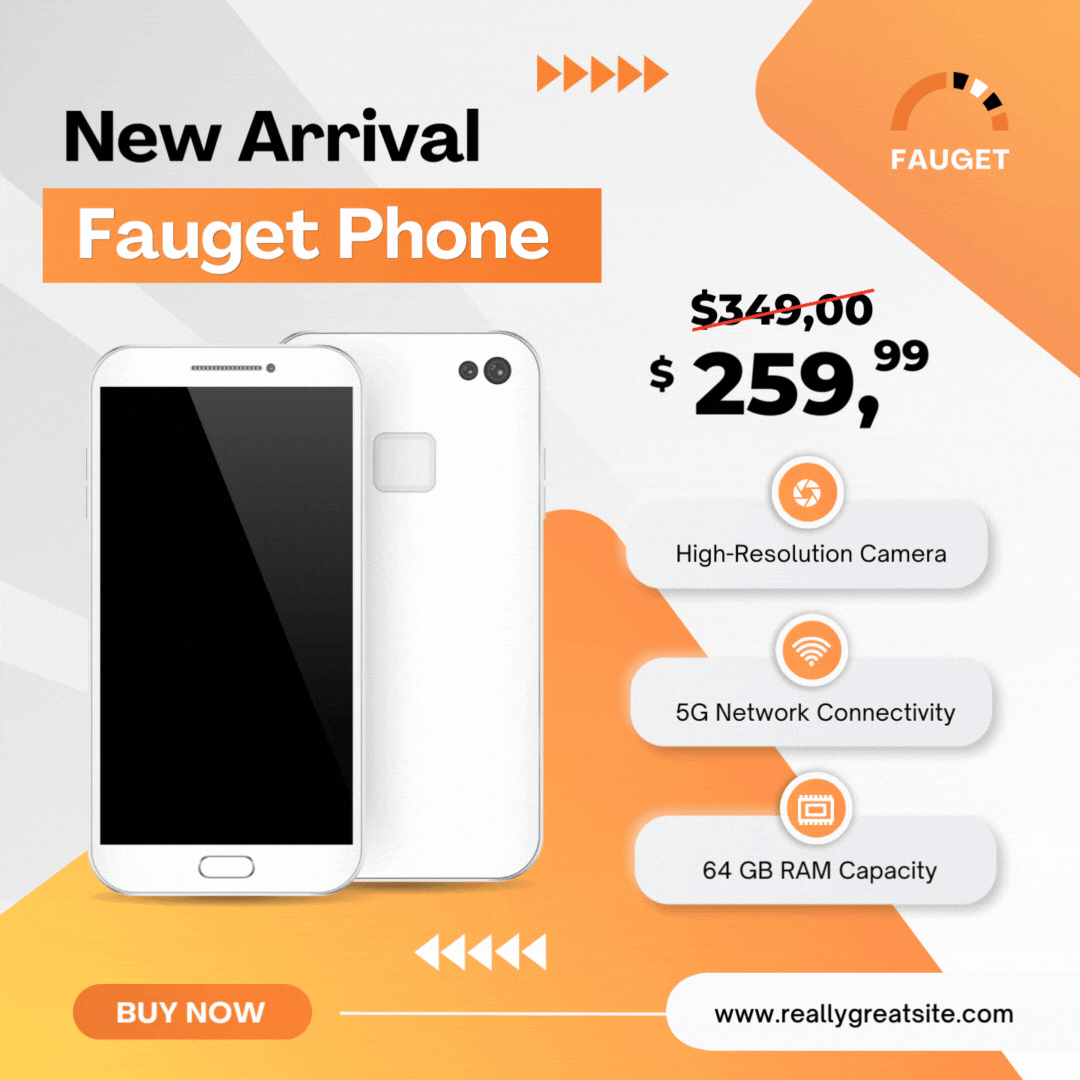 New Arrival
Fauget Phone
FAUGET
$349,00
$ 259,99
High-Resolution Camera
5G Network Connectivity
64 GB RAM Capacity
BUY NOW
www.reallygreatsite.com